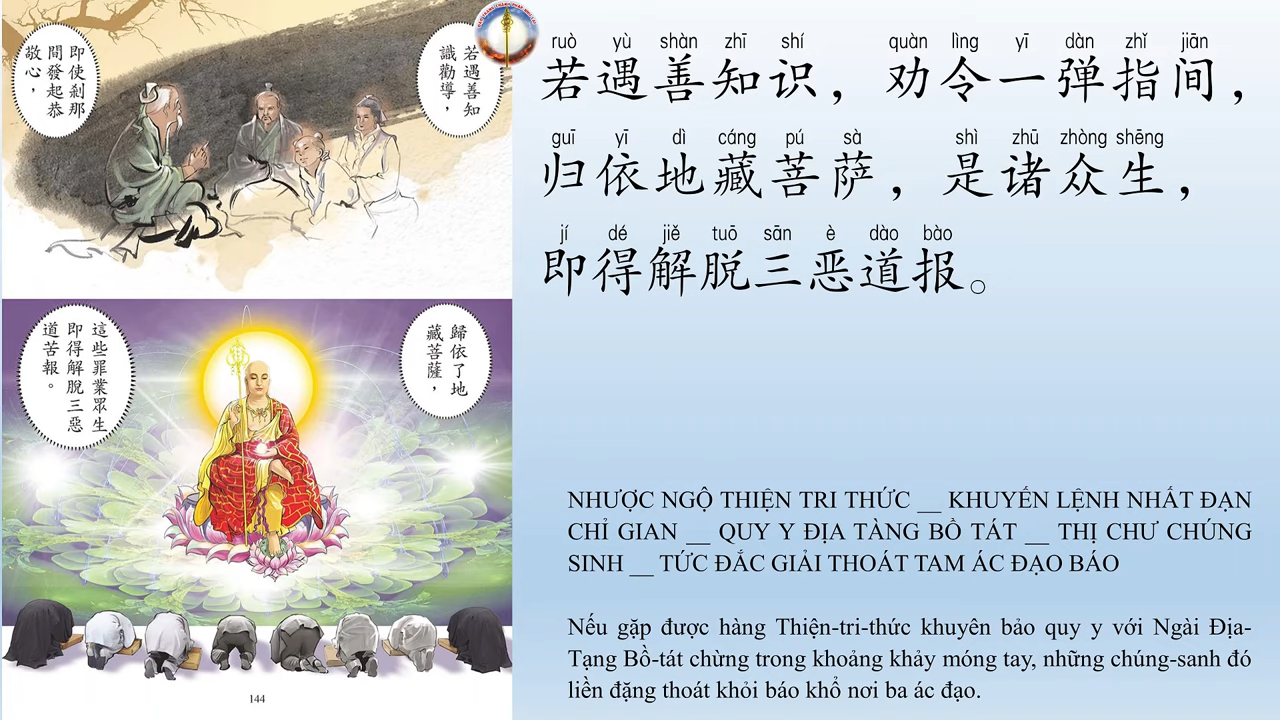 若遇善知
識勸導，
即使剎那
間發起恭
敬心，
歸依了地
藏菩薩，
這些罪業眾生
即得解脫三惡
道苦報。
144
ruò yù shàn zhī shí quàn lìng yī dàn zhǐ jiān
若遇善知识，劝令一弹指间，
guī yī dì cáng pú sà shì zhū zhòng shēng
归依地藏菩萨，是诸众生，
jí dé jiě tuō sān è dào bào
即得解脱三恶道报。
NHƯỢC NGỘ THIỆN TRI THỨC __ KHUYẾN LỆNH NHẤT ĐẠN
CHỈ GIAN __ QUY Y ĐỊA TÀNG BỒ TÁT __ THỊ CHƯ CHÚNG
SINH __ TỨC ĐẮC GIẢI THOÁT TAM ÁC ĐẠO BÁO
Nếu gặp được hàng Thiện-tri-thức khuyên bảo quy y với Ngài Địa-
Tạng Bồ-tát chừng trong khoảng khảy móng tay, những chúng-sanh đó
liền đặng thoát khỏi báo khổ nơi ba ác đạo.